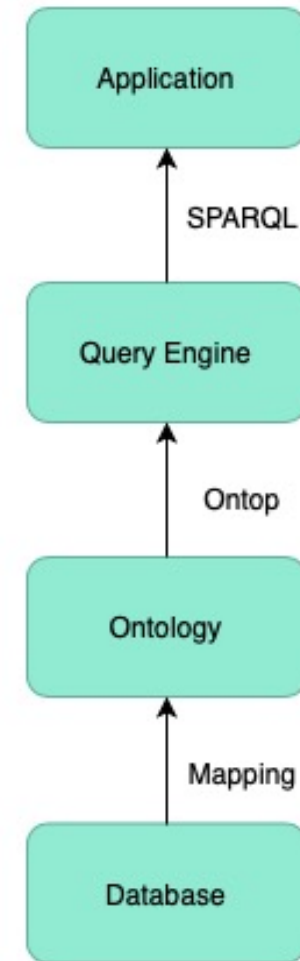 Application
SPARQL
Query Engine
Ontop
Ontology
Mapping
Database